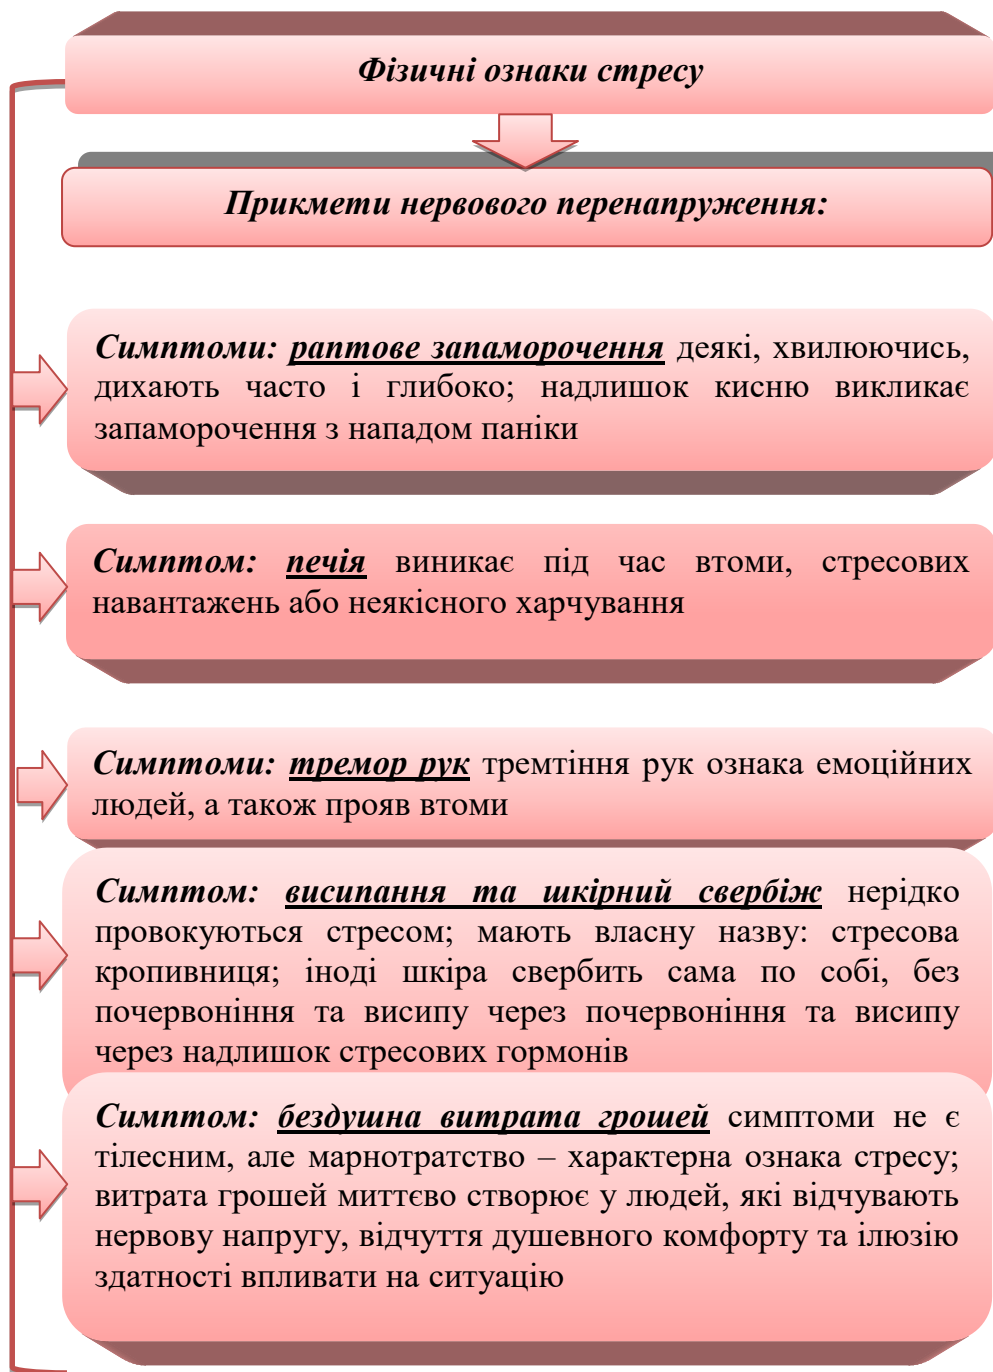 Фізичні ознаки стресу
Прикмети нервового перенапруження:
Симптоми: раптове запаморочення деякі, хвилюючись,
дихають часто і глибоко; надлишок кисню викликає
запаморочення з нападом паніки
Симптом: печія виникає під час втоми, стресових
навантажень або неякісного харчування
Симптоми: тремор рук тремтіння рук ознака емоційних
людей, а також прояв втоми
Симптом: висипання та шкірний свербіж нерідко
провокуються стресом; мають власну назву: стресова
кропивниця; іноді шкіра свербить сама по собі, без
почервоніння та висипу через почервоніння та висипу
через надлишок стресових гормонів
Симптом: бездушна витрата грошей симптоми не є
тілесним, але марнотратство – характерна ознака стресу;
витрата грошей миттєво створює у людей, які відчувають
нервову напругу, відчуття душевного комфорту та ілюзію
здатності впливати на ситуацію